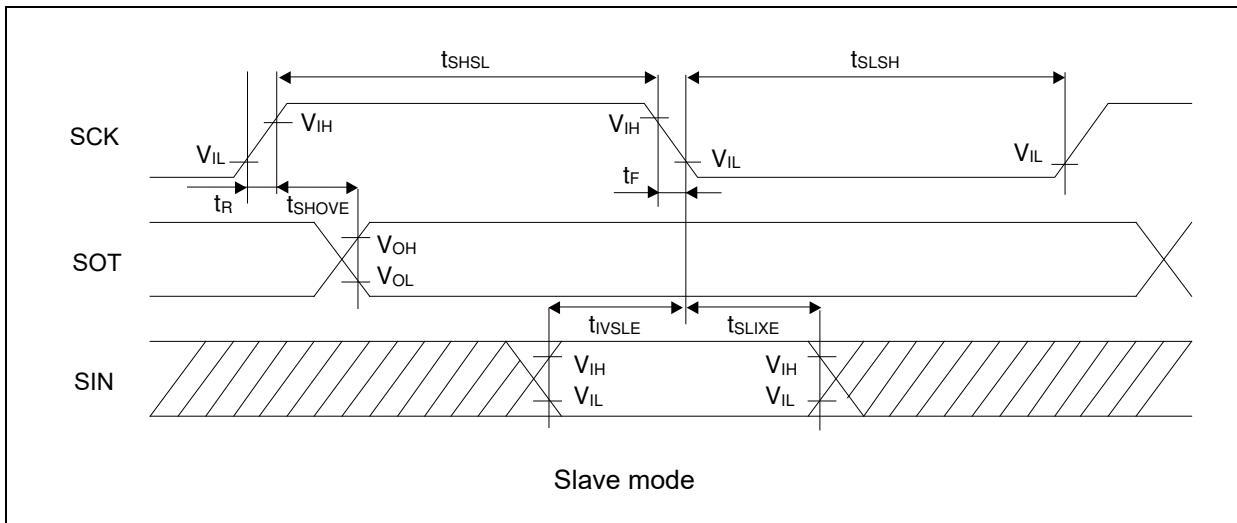 tSHSL
tSLSH
SCK
VIH
VIH
VIL
VIL
VIL
tF
tR
tSHOVE
SOT
VOH
VOL
tIVSLE
tSLIXE
SIN
VIH
VIH
VIL
VIL
Slave mode